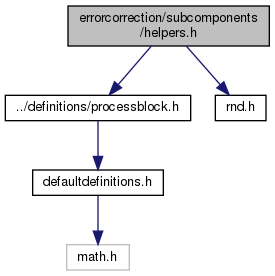 errorcorrection/subcomponents
/helpers.h
../definitions/processblock.h
rnd.h
defaultdefinitions.h
math.h